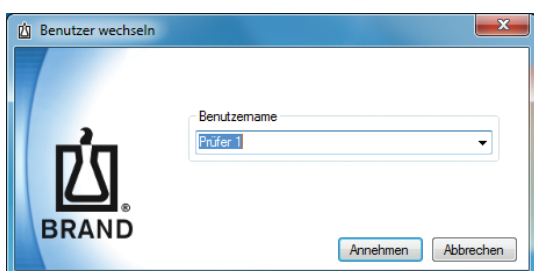 Benutzer wechseln
Benutzername
Prüfer 1
BRAND®
Annehmen Abbrechen